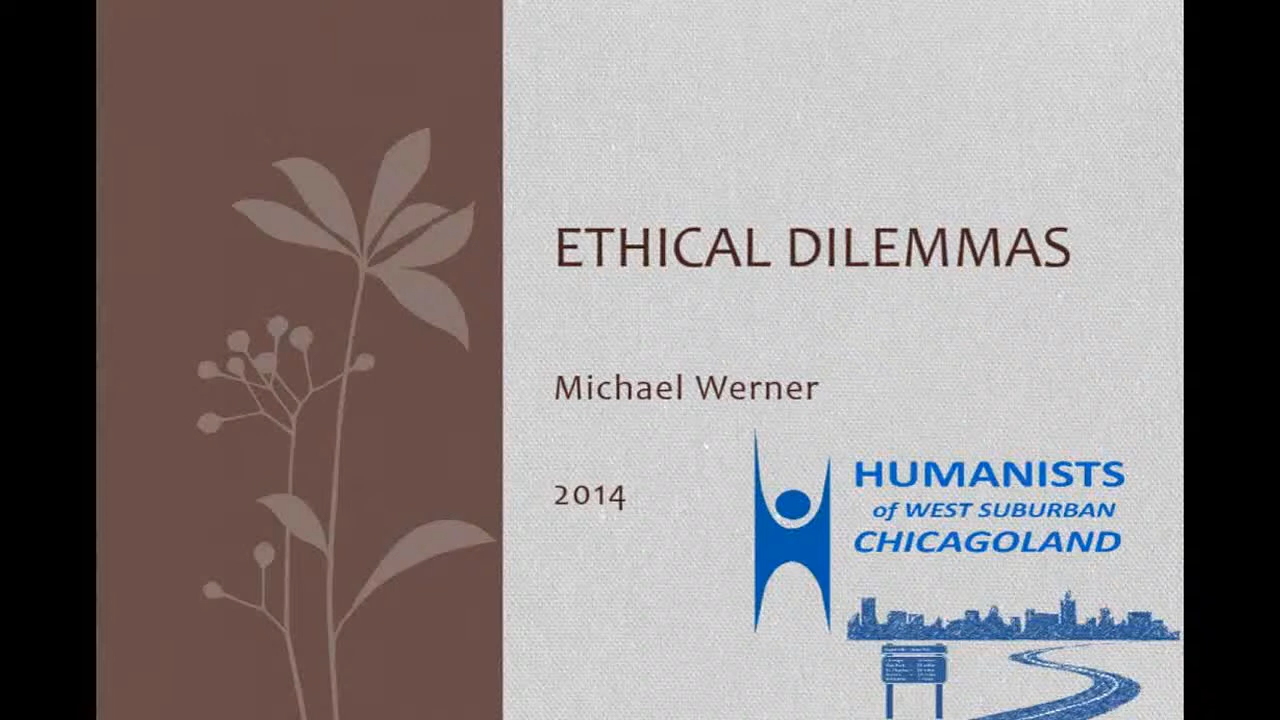 ETHICAL DILEMMAS
Michael Werner
2014
HUMANISTS
of WEST SUBURBAN
CHICAGOLAND